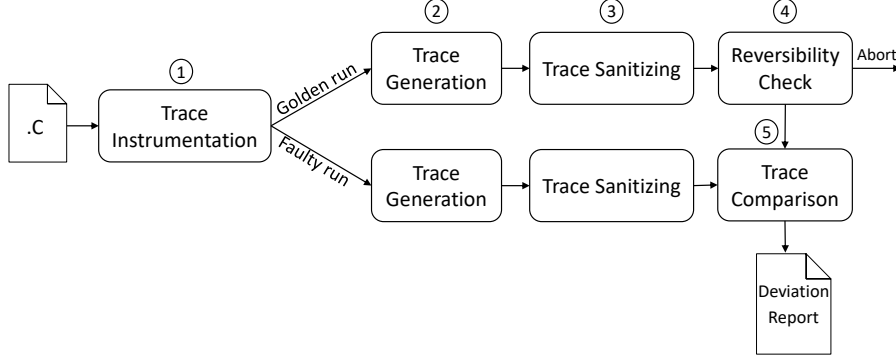 1
2
3
4
.C
Trace
Instrumentation
Golden run
Faulty run
Trace
Generation
Trace Sanitizing
Reversibility
Check
Abort
5
Trace
Generation
Trace Sanitizing
Trace
Comparison
Deviation
Report